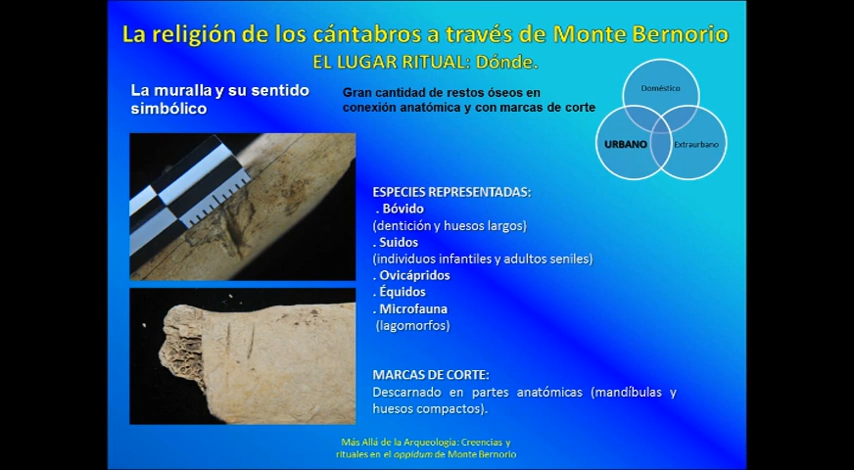 La religión de los cántabros a través de Monte Bernorio
EL LUGAR RITUAL: Dónde.
La muralla y su sentido
simbólico
Gran cantidad de restos óseos en
conexión anatómica y con marcas de corte
Doméstico
URBANO
Extraurbano
ESPECIES REPRESENTADAS:
. Bóvido
(dentición y huesos largos)
. Suidos
(individuos infantiles y adultos seniles)
. Ovicápridos
. Équidos
. Microfauna
(lagomorfos)
MARCAS DE CORTE:
Descarnado en partes anatómicas (mandíbulas y
huesos compactos).
Más Allá de la Arqueología: Creencias y
rituales en el oppidum de Monte Bernorio